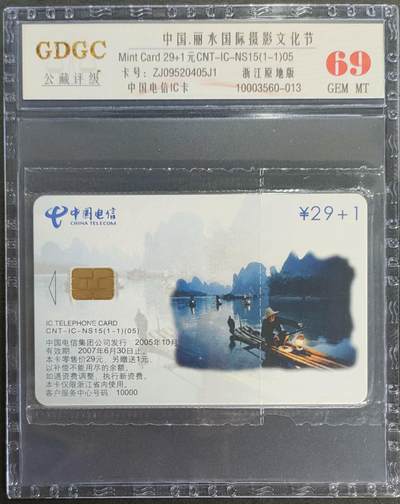 GDGC
公藏评级
中国.丽水国际摄影文化节
Mint Card 29+1元CNT-IC-NS15(1-1)05
卡号: ZJ09520405J1 浙江原地版
中国电信IC卡 10003560-013
69
GEM MT
中国电信
CHINA TELECOM
¥29+1
IC TELEPHONE CARD
CNT-IC-NS15(1-1)(05)
中国电信集团公司发行 2005年10月
有效期 2007年6月30日止。
本卡零售价29元,另赠送1元,
以补偿不能用尽的余额。
如遇资费调整,执行新资费。
本卡仅限浙江省内使用。
客户服务中心号码 10000